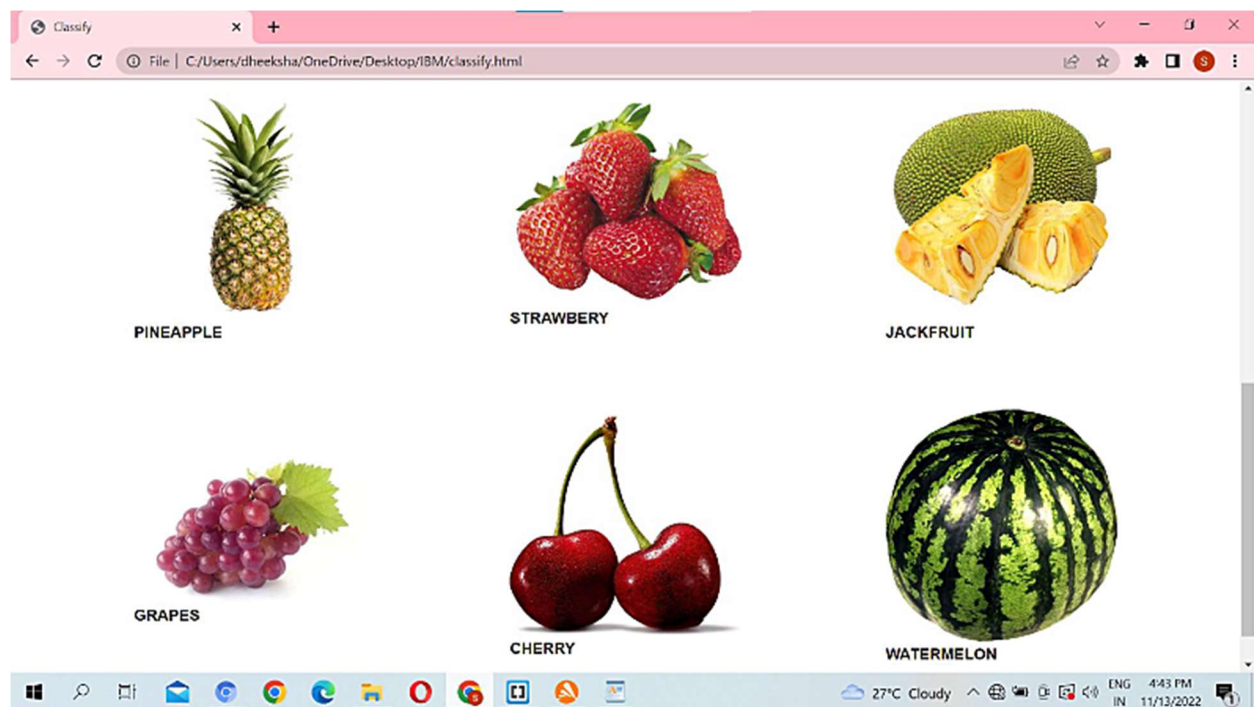 Classify
File | C:/Users/dheeksha/OneDrive/Desktop/IBM/classify.html
S
PINEAPPLE
STRAWBERY
JACKFRUIT
GRAPES
CHERRY
WATERMELON
27°C Cloudy
ENG
IN
4:43 PM
11/13/2022
1